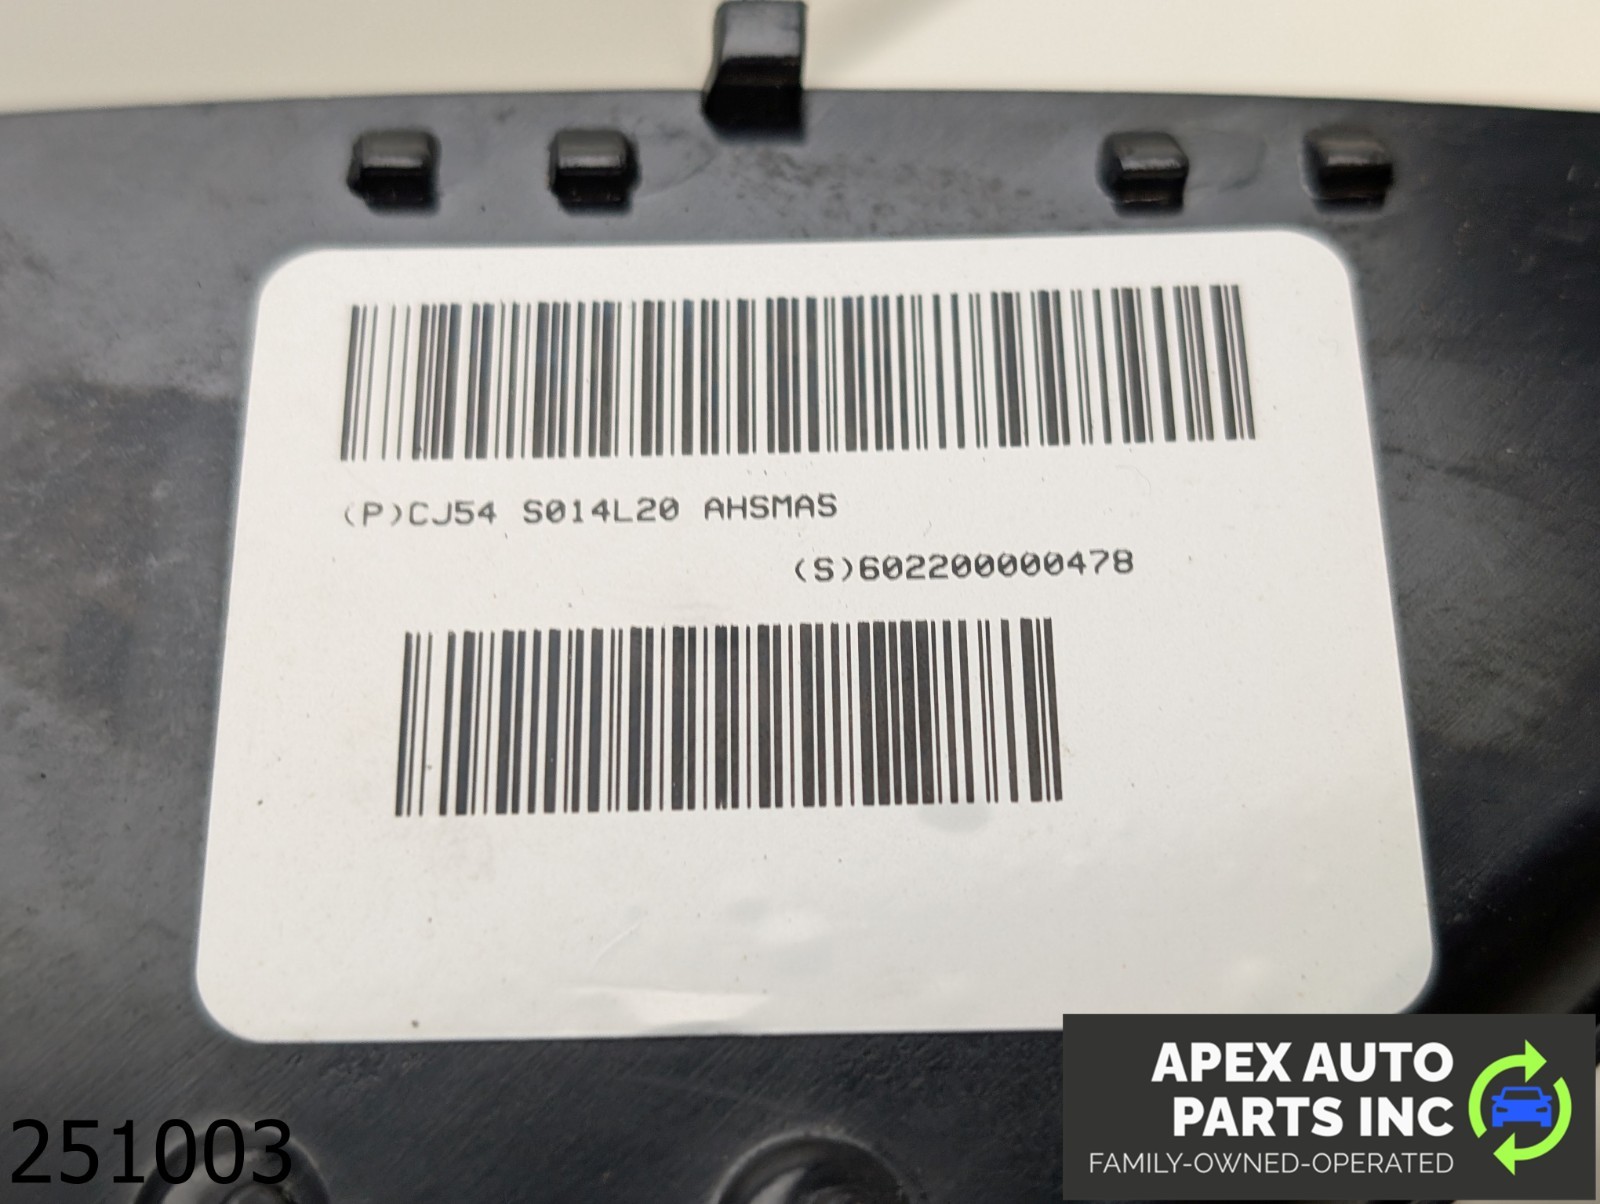 (P)CJ54 S014L20 AHSMA5
(S)602200000478
251003
APEX AUTO
PARTS INC
FAMILY-OWNED-OPERATED